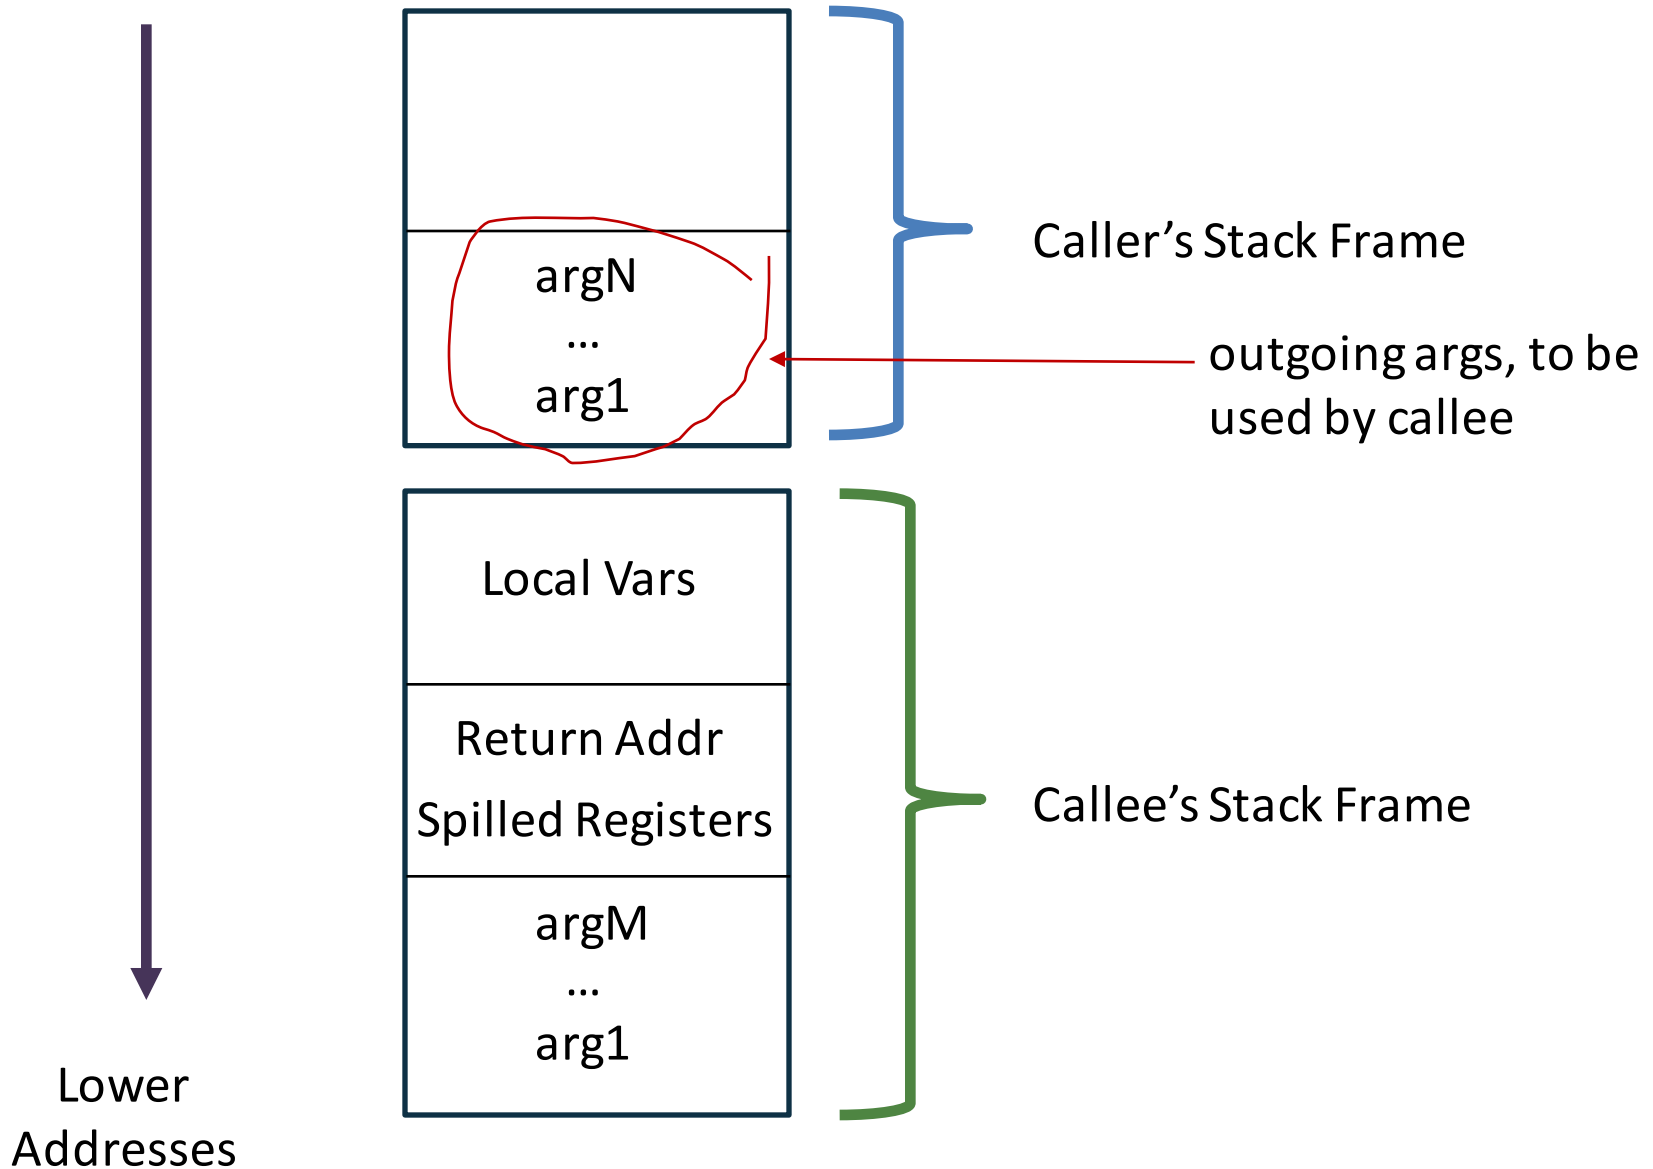 argN
...
arg1
Caller’s Stack Frame
outgoing args, to be
used by callee
Local Vars
Return Addr
Spilled Registers
argM
...
arg1
Callee’s Stack Frame
Lower
Addresses